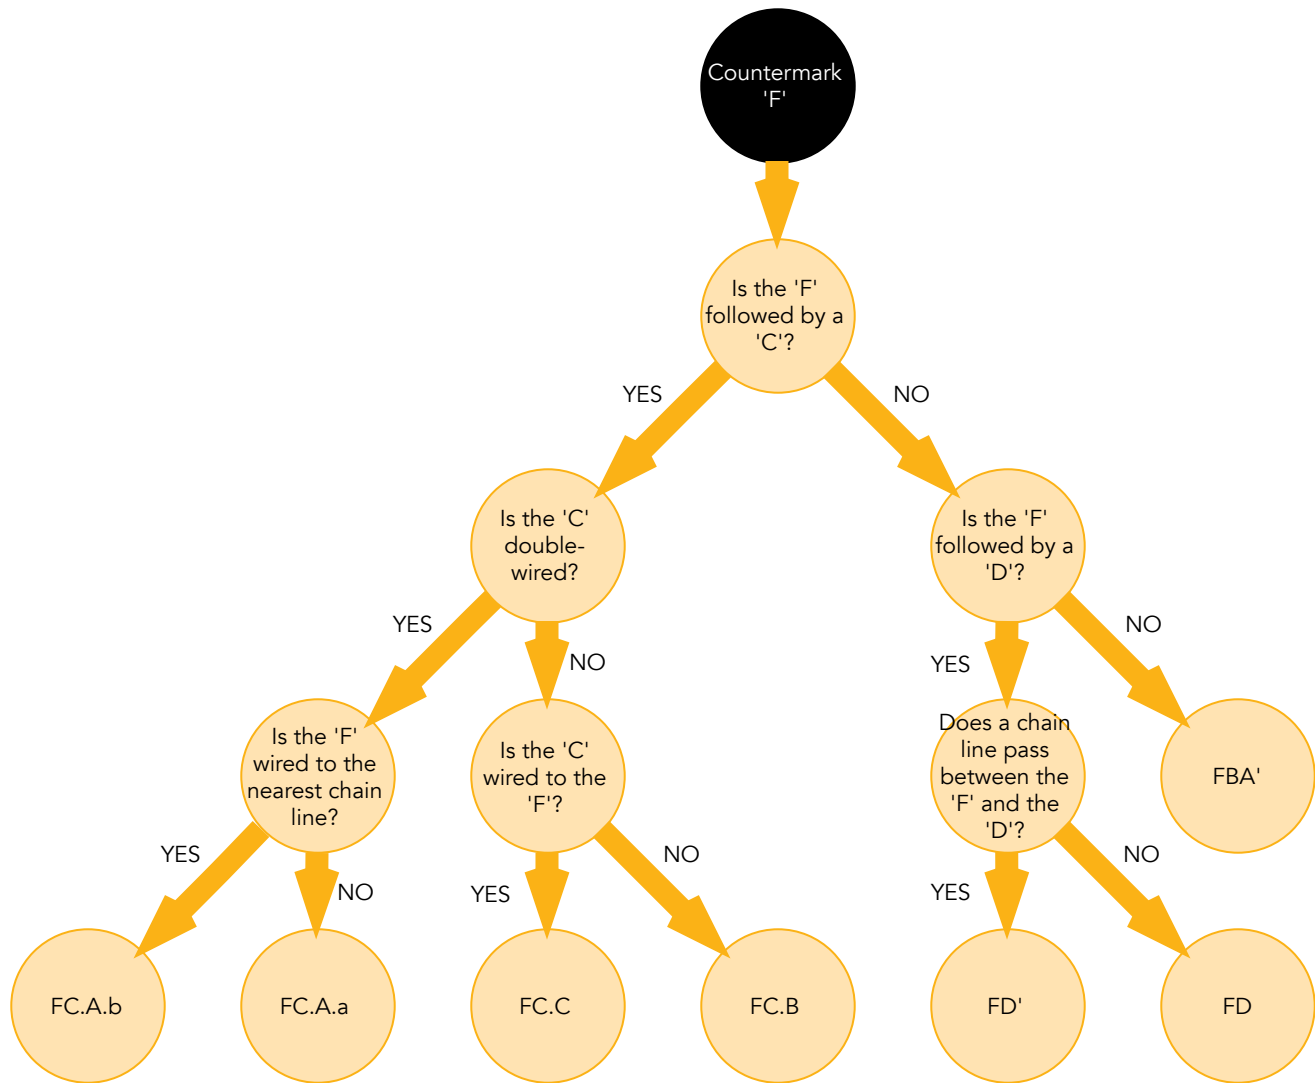 Countermark
'F'
Is the 'F'
followed by a
'C'?
YES
NO
Is the 'C'
double-
wired?
Is the 'F'
followed by a
'D'?
YES
NO
YES
NO
Is the 'F'
wired to the
nearest chain
line?
Is the 'C'
wired to the
'F'?
Does a chain
line pass
between the
'F' and the
'D'?
FBA'
YES
NO
YES
NO
YES
NO
FC.A.b
FC.A.a
FC.C
FC.B
FD'
FD